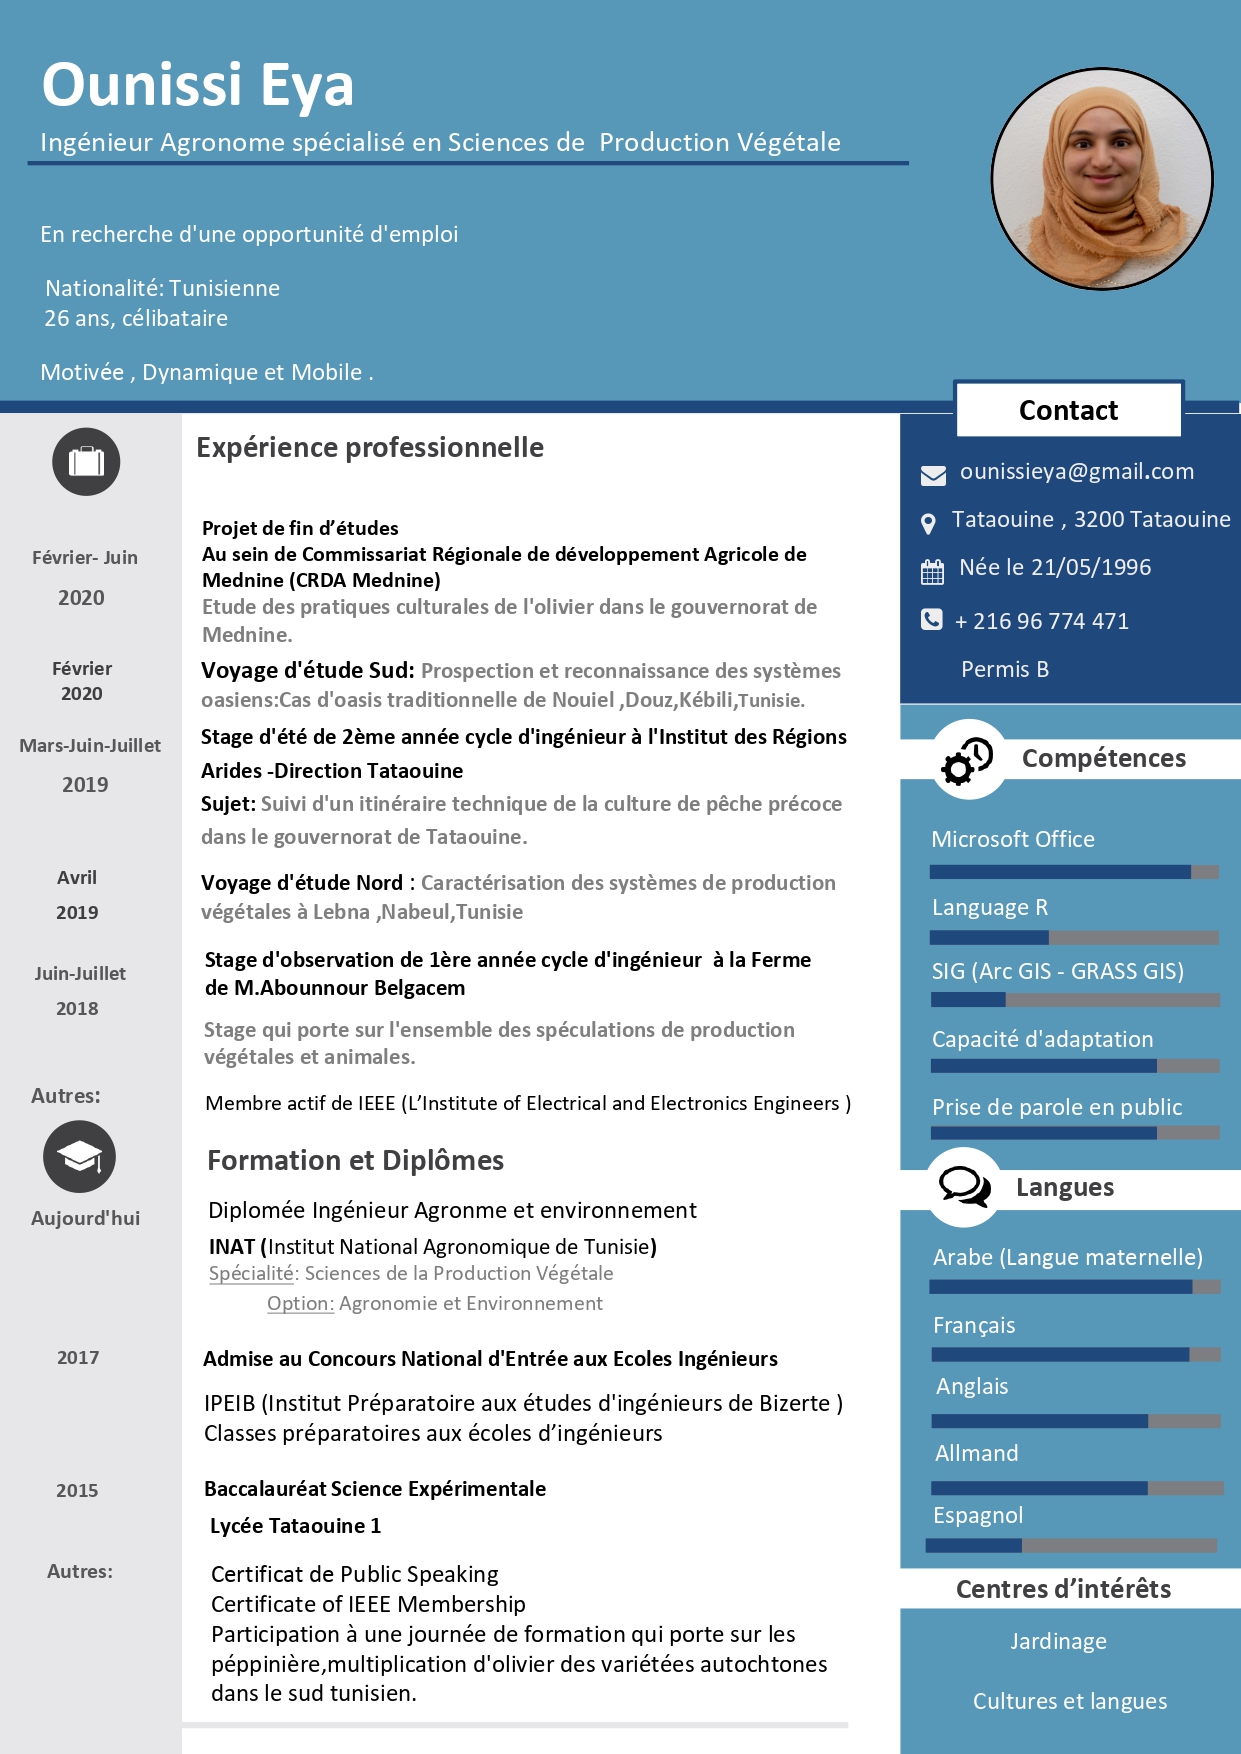 Ounissi Eya
Ingénieur Agronome spécialisé en Sciences de Production Végétale
En recherche d'une opportunité d'emploi
Nationalité: Tunisienne
26 ans, célibataire
Motivée , Dynamique et Mobile .
Expérience professionnelle
Février- Juin
2020
Projet de fin d’études
Au sein de Commissariat Régionale de développement Agricole de
Mednine (CRDA Mednine)
Etude des pratiques culturales de l'olivier dans le gouvernorat de
Mednine.
Février
2020
Voyage d'étude Sud: Prospection et reconnaissance des systèmes
oasiens:Cas d'oasis traditionnelle de Nouiel ,Douz,Kébili,Tunisie.
Mars-Juin-Juillet
2019
Stage d'été de 2ème année cycle d'ingénieur à l'Institut des Régions
Arides -Direction Tataouine
Sujet: Suivi d'un itinéraire technique de la culture de pêche précoce
dans le gouvernorat de Tataouine.
Avril
2019
Voyage d'étude Nord : Caractérisation des systèmes de production
végétales à Lebna ,Nabeul,Tunisie
Juin-Juillet
2018
Stage d'observation de 1ère année cycle d'ingénieur à la Ferme
de M.Abounnour Belgacem
Stage qui porte sur l'ensemble des spéculations de production
végétales et animales.
Autres:
Membre actif de IEEE (L’Institute of Electrical and Electronics Engineers )
Formation et Diplômes
Aujourd'hui
Diplomée Ingénieur Agronme et environnement
INAT (Institut National Agronomique de Tunisie)
Spécialité: Sciences de la Production Végétale
Option: Agronomie et Environnement
2017
Admise au Concours National d'Entrée aux Ecoles Ingénieurs
IPEIB (Institut Préparatoire aux études d'ingénieurs de Bizerte )
Classes préparatoires aux écoles d’ingénieurs
2015
Baccalauréat Science Expérimentale
Lycée Tataouine 1
Autres:
Certificat de Public Speaking
Certificate of IEEE Membership
Participation à une journée de formation qui porte sur les
péppinière,multiplication d'olivier des variétées autochtones
dans le sud tunisien.
Contact
ounissieya@gmail.com
Tataouine , 3200 Tataouine
Née le 21/05/1996
+ 216 96 774 471
Permis B
Compétences
Microsoft Office
Language R
SIG (Arc GIS - GRASS GIS)
Capacité d'adaptation
Prise de parole en public
Langues
Arabe (Langue maternelle)
Français
Anglais
Allmand
Espagnol
Centres d’intérêts
Jardinage
Cultures et langues